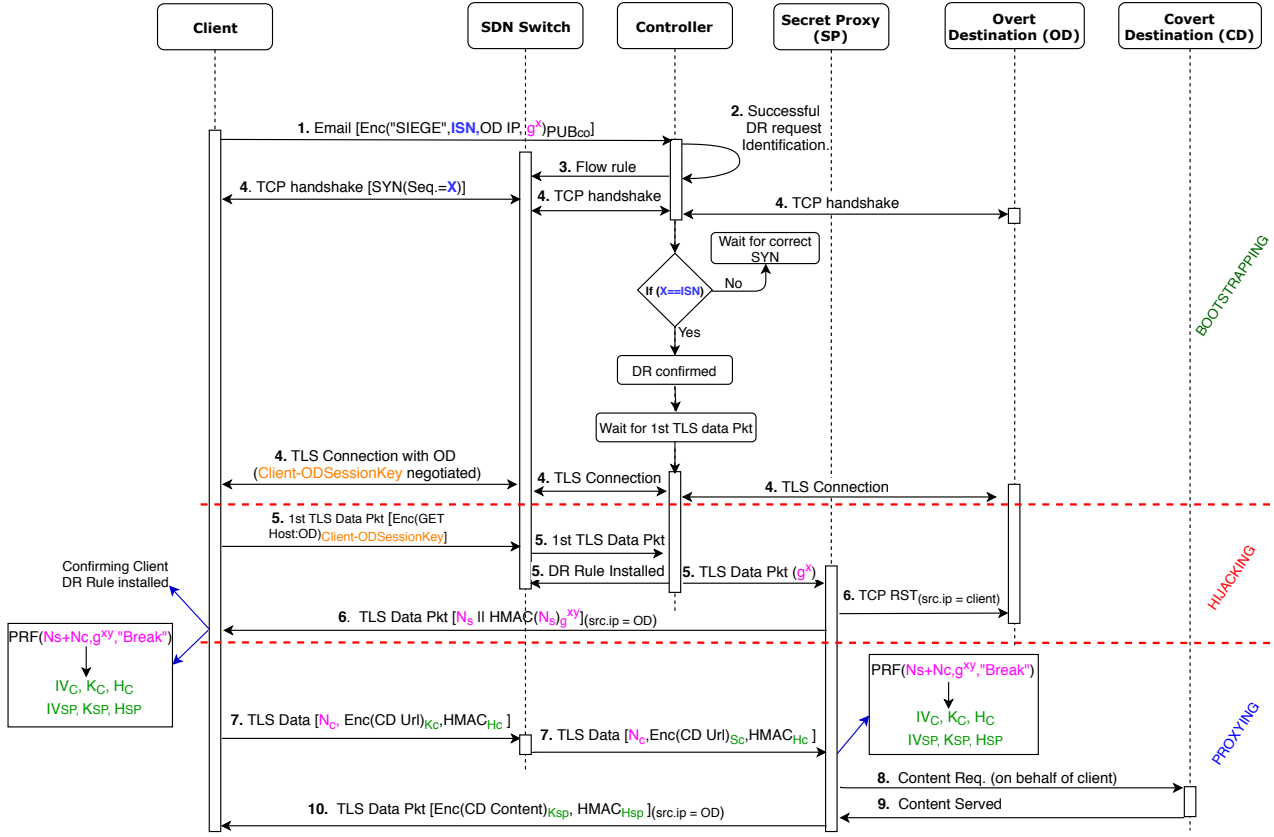 Client
SDN Switch
Controller
Secret Proxy
(SP)
Overt
Destination (OD)
Covert
Destination (CD)
1. Email [Enc("SIEGE",ISN,OD IP, g^x)PUBco]
2. Successful
DR request
Identification.
3. Flow rule
4. TCP handshake [SYN(Seq.=X)]
4. TCP handshake
4. TCP handshake
Wait for correct
SYN
If (X==ISN)
No
Yes
DR confirmed
Wait for 1st TLS data Pkt
BOOTSTRAPPING
4. TLS Connection with OD
(Client-ODSessionKey negotiated)
4. TLS Connection
4. TLS Connection
5. 1st TLS Data Pkt [Enc(GET
Host:OD)Client-ODSessionKey]
5. 1st TLS Data Pkt
5. DR Rule Installed
5. TLS Data Pkt (g^x)
6. TCP RST(src.ip = client)
HIJACKING
Confirming Client
DR Rule installed
6. TLS Data Pkt [Ns II HMAC(Ns)g^xy](src.ip = OD)
PRF(Ns+Nc,g^xy,"Break")
IVC, KC, HC
IVSP, KSP, HSP
PRF(Ns+Nc,g^xy,"Break")
IVC, KC, HC
IVSP, KSP, HSP
7. TLS Data [Nc, Enc(CD Url)Kc,HMACHc ]
7. TLS Data [Nc,Enc(CD Url)Sc,HMACHc ]
PROXYING
8. Content Req. (on behalf of client)
9. Content Served
10. TLS Data Pkt [Enc(CD Content)Ksp, HMACHsp](src.ip = OD)